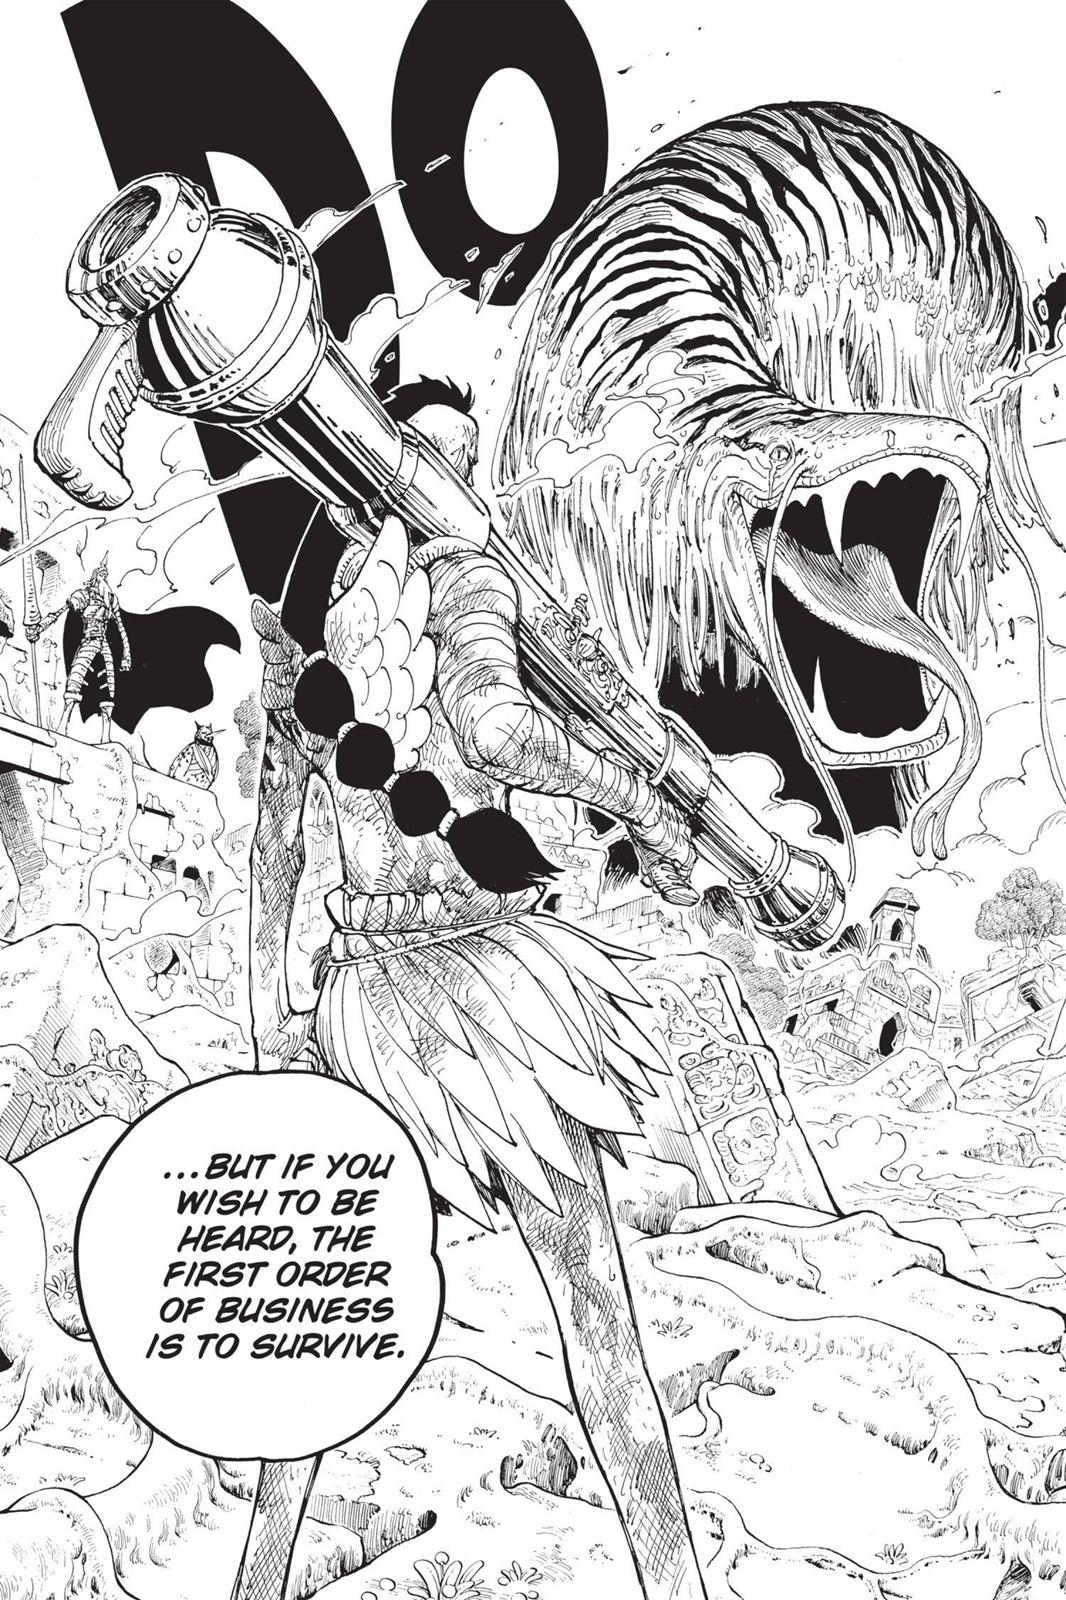 DO
...BUT IF YOU
WISH TO BE
HEARD, THE
FIRST ORDER
OF BUSINESS
IS TO SURVIVE.